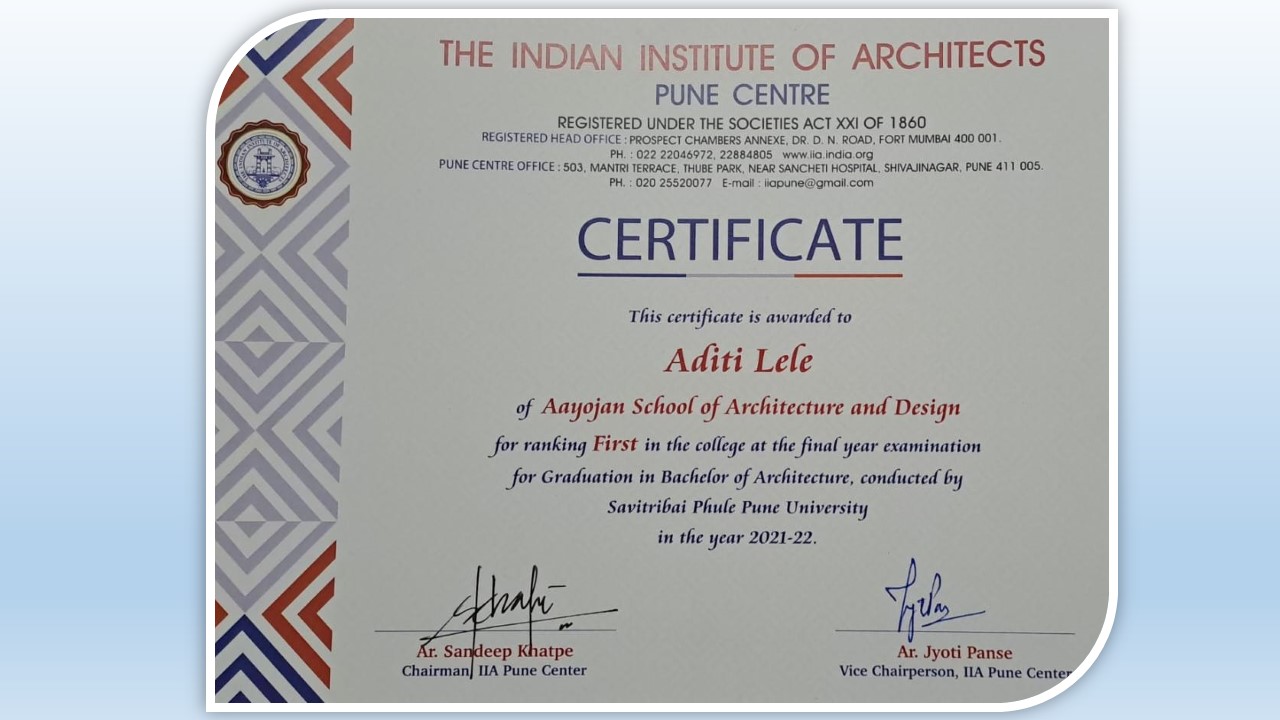 THE INDIAN INSTITUTE OF ARCHITECTS
PUNE CENTRE
REGISTERED UNDER THE SOCIETIES ACT XXI OF 1860
REGISTERED HEAD OFFICE : PROSPECT CHAMBERS ANNEXE, DR. D. N. ROAD, FORT MUMBAI 400 001.
PH. : 022 22046972, 22884805 www.iia.india.org
PUNE CENTRE OFFICE : 503, MANTRI TERRACE, THUBE PARK, NEAR SANCHETI HOSPITAL, SHIVAJINAGAR, PUNE 411 005.
PH. : 020 25520077 E-mail : iiapune@gmail.com
CERTIFICATE
This certificate is awarded to
Aditi Lele
of Aayojan School of Architecture and Design
for ranking First in the college at the final year examination
for Graduation in Bachelor of Architecture, conducted by
Savitribai Phule Pune University
in the year 2021-22.
Ar. Sandeep Khatpe
Chairman, IIA Pune Center
Ar. Jyoti Panse
Vice Chairperson, IIA Pune Center